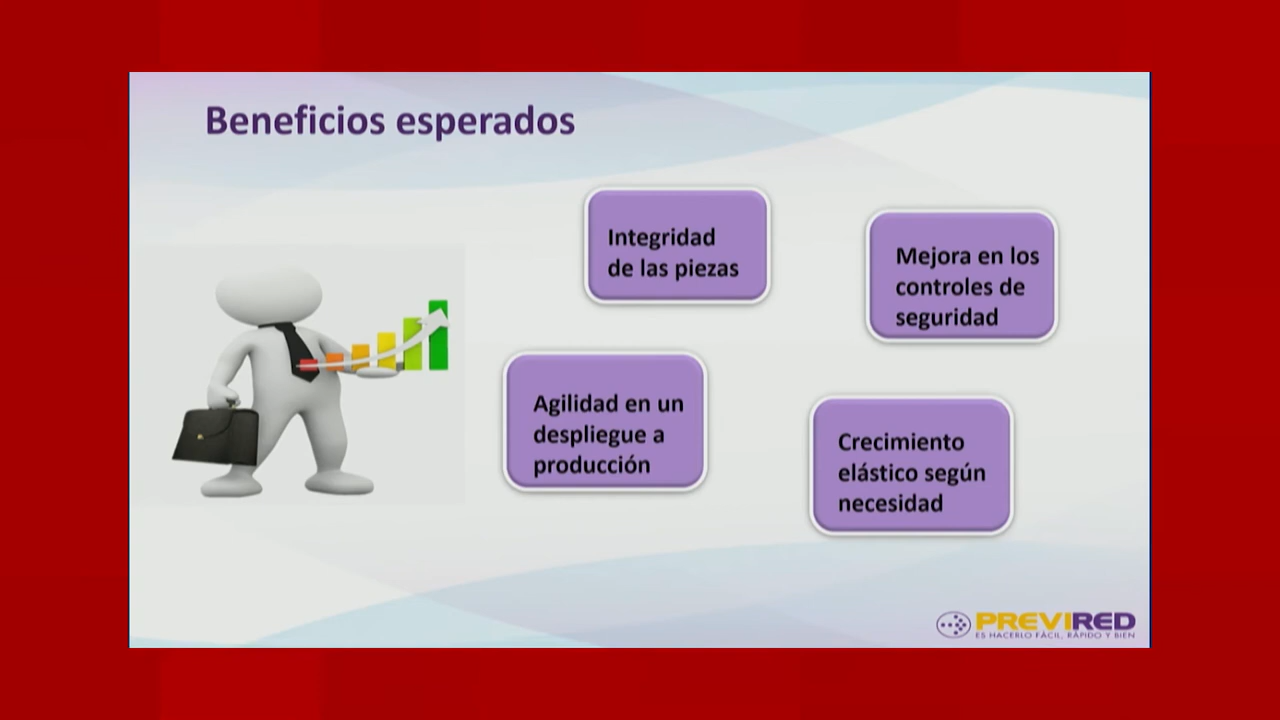 Beneficios esperados
Integridad
de las piezas
Mejora en los
controles de
seguridad
Agilidad en un
despliegue a
producción
Crecimiento
elástico según
necesidad
PREVIRED
ES HACERLO FÁCIL, RÁPIDO Y BIEN